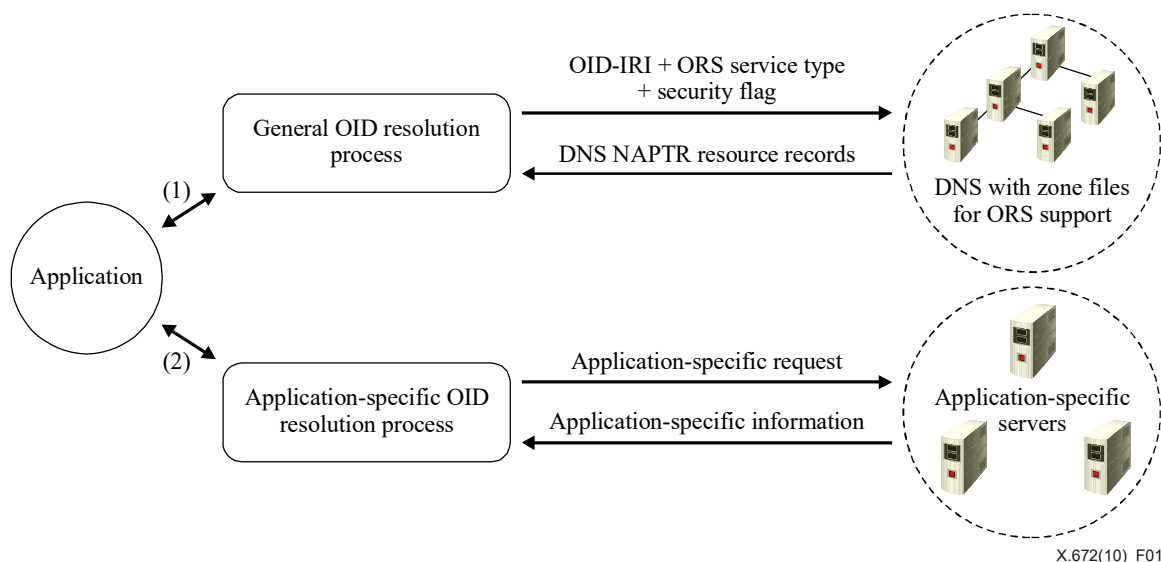 OID-IRI + ORS service type
+ security flag
General OID resolution
process
DNS NAPTR resource records
DNS with zone files
for ORS support
(1)
Application
(2)
Application-specific request
Application-specific OID
resolution process
Application-specific information
Application-specific
servers
X.672(10)_F01